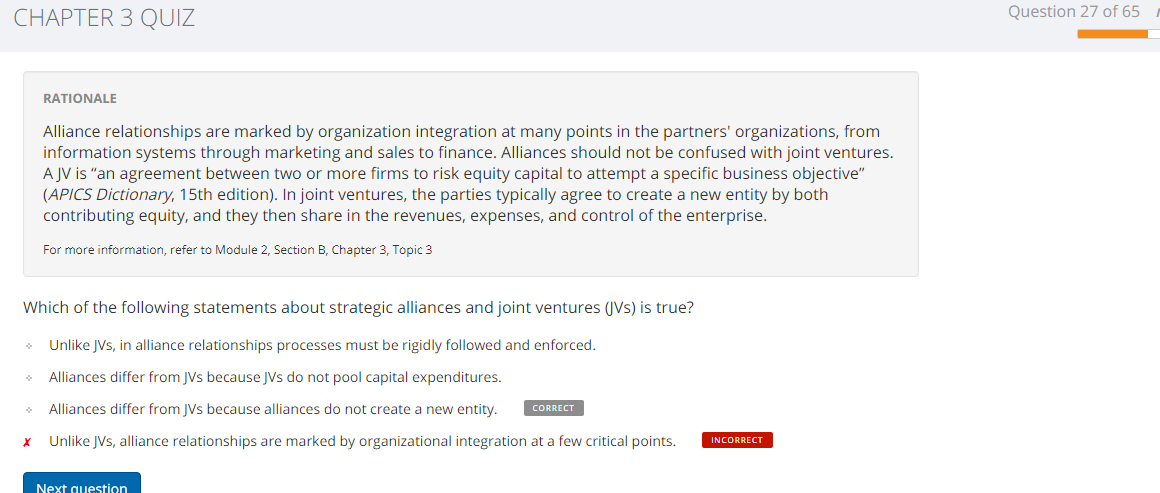 CHAPTER 3 QUIZ
Question 27 of 65
RATIONALE
Alliance relationships are marked by organization integration at many points in the partners' organizations, from
information systems through marketing and sales to finance. Alliances should not be confused with joint ventures.
A JV is “an agreement between two or more firms to risk equity capital to attempt a specific business objective”
(APICS Dictionary, 15th edition). In joint ventures, the parties typically agree to create a new entity by both
contributing equity, and they then share in the revenues, expenses, and control of the enterprise.
For more information, refer to Module 2, Section B, Chapter 3, Topic 3
Which of the following statements about strategic alliances and joint ventures (JVs) is true?
Unlike JVs, in alliance relationships processes must be rigidly followed and enforced.
Alliances differ from JVs because JVs do not pool capital expenditures.
Alliances differ from JVs because alliances do not create a new entity. CORRECT
✗ Unlike JVs, alliance relationships are marked by organizational integration at a few critical points. INCORRECT
Next question